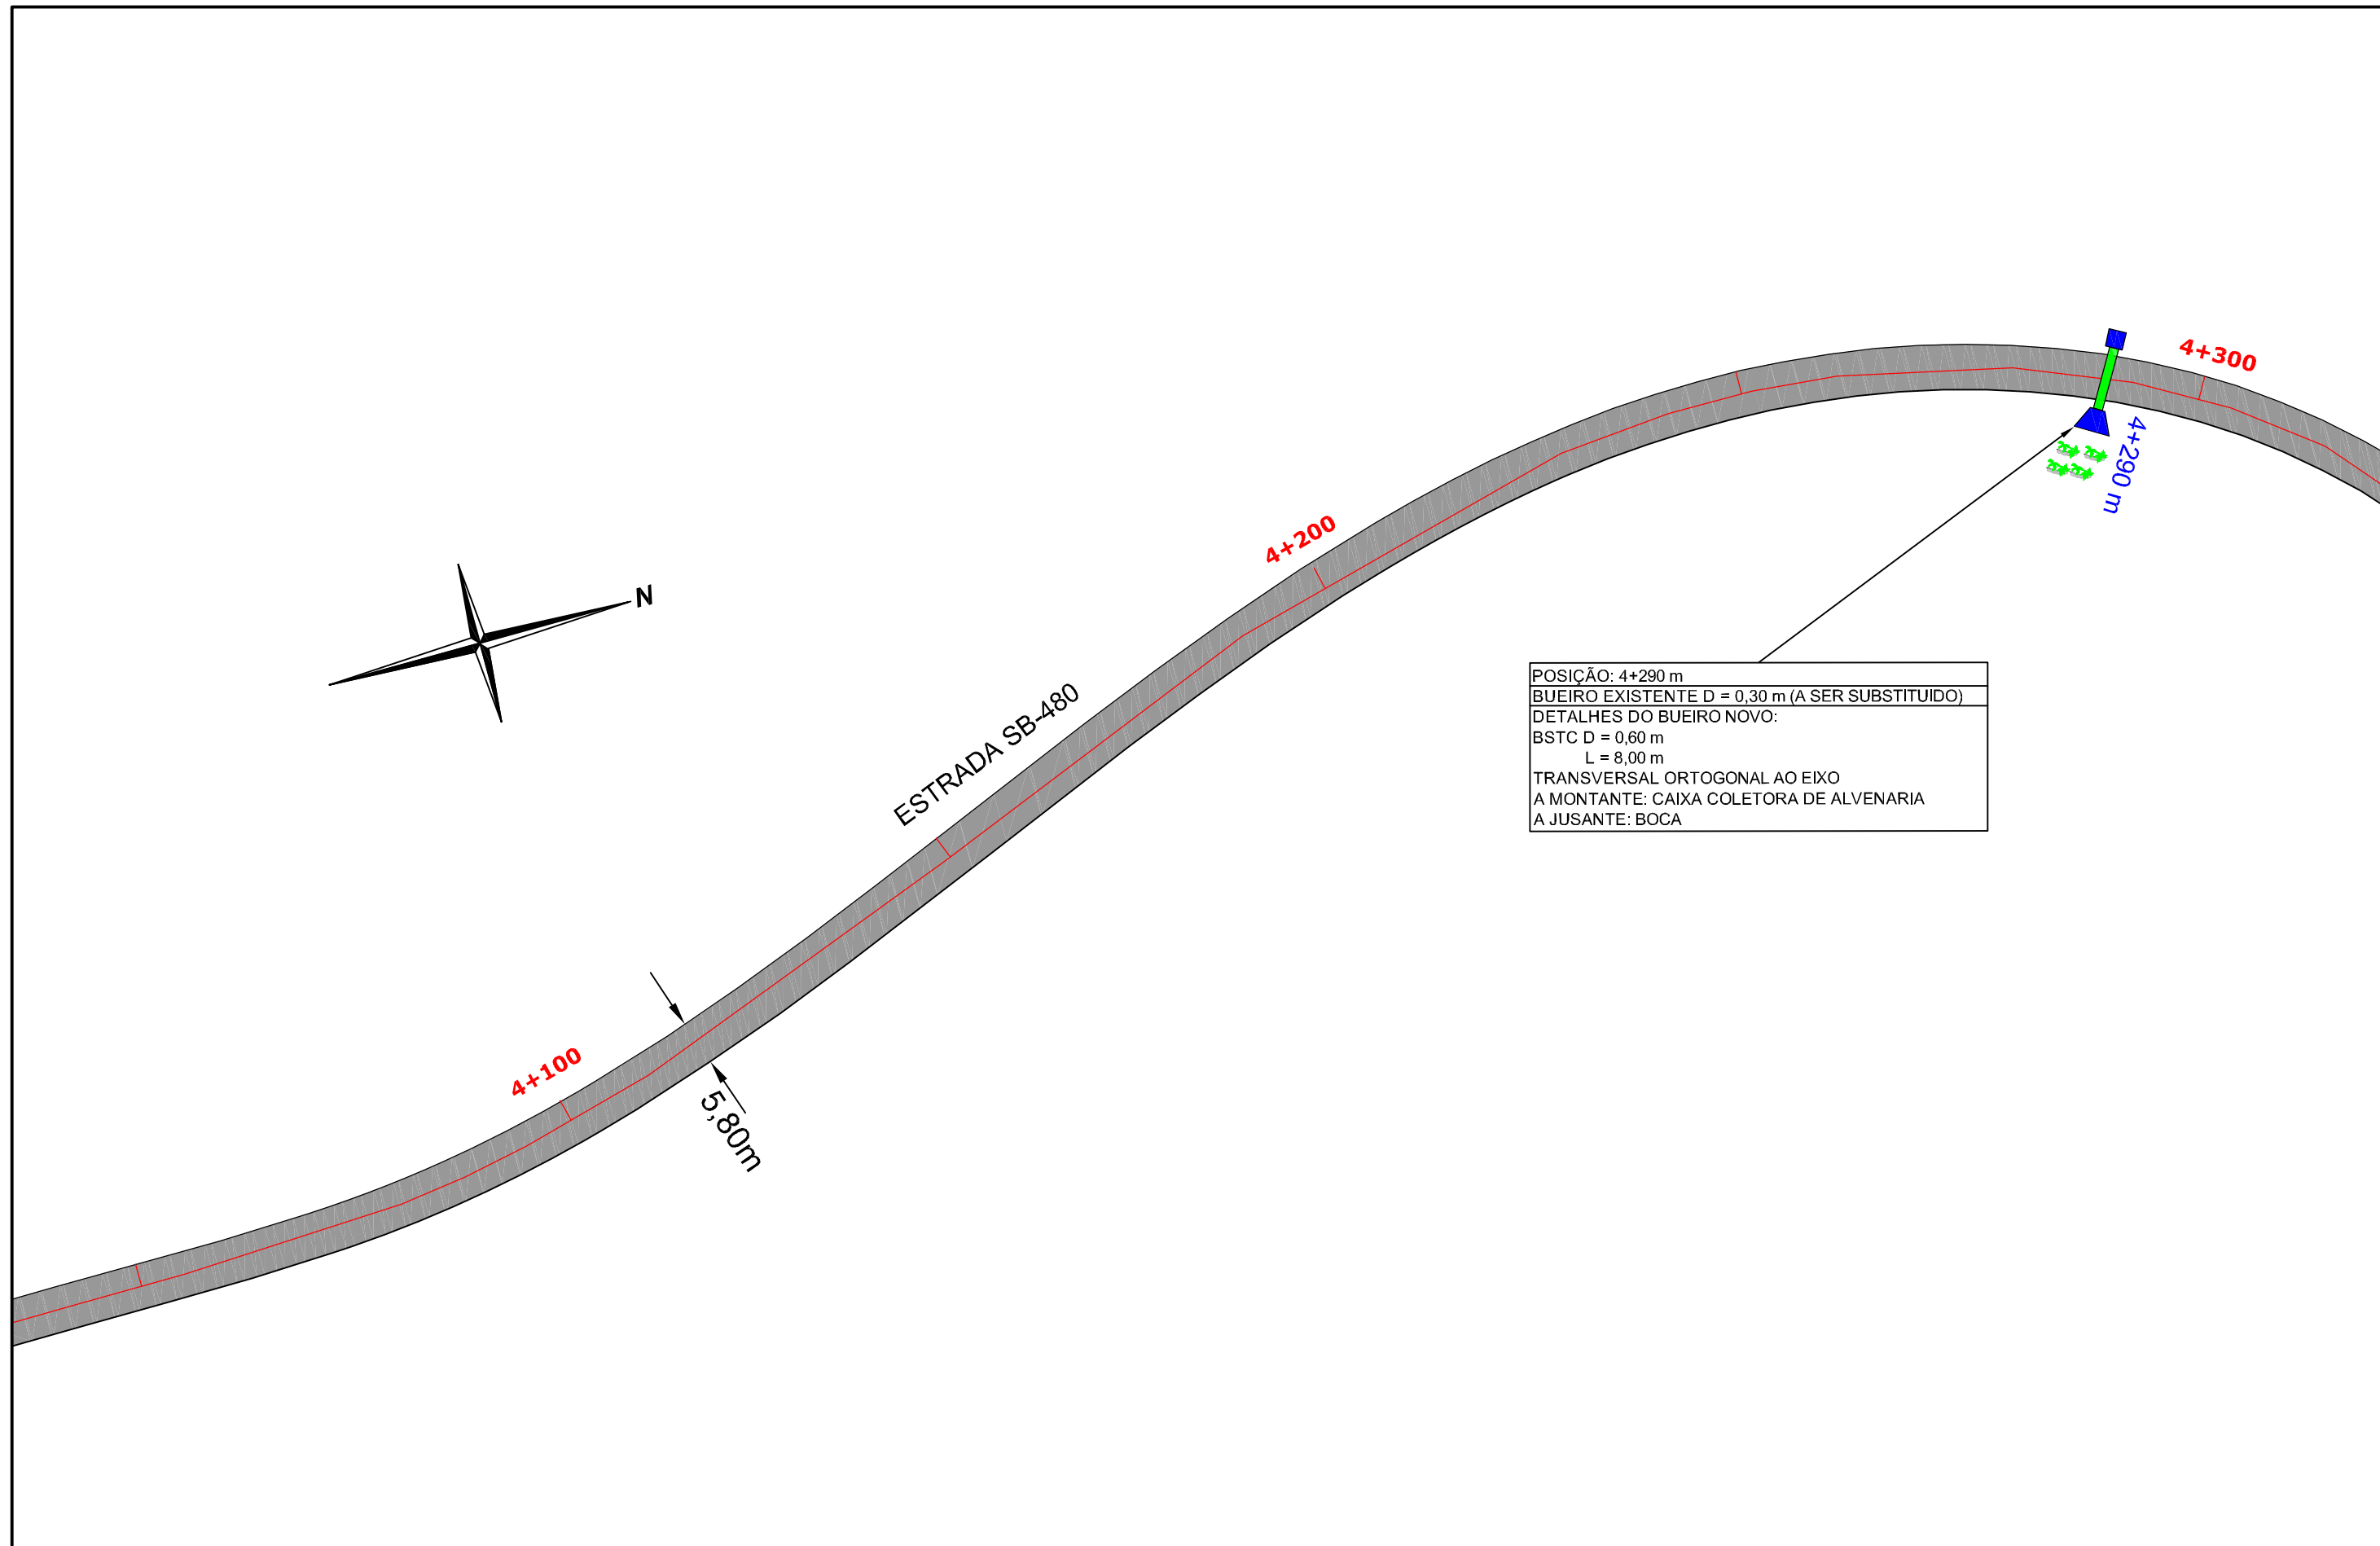 4+300
4+290 m
4+200
N
POSIÇÃO: 4+290 m
BUEIRO EXISTENTE D = 0,30 m (A SER SUBSTITUIDO)
DETALHES DO BUEIRO NOVO:
BSTC D = 0,60 m
L = 8,00 m
TRANSVERSAL ORTOGONAL AO EIXO
A MONTANTE: CAIXA COLETORA DE ALVENARIA
A JUSANTE: BOCA
ESTRADA SB-480
4+100
5,80m